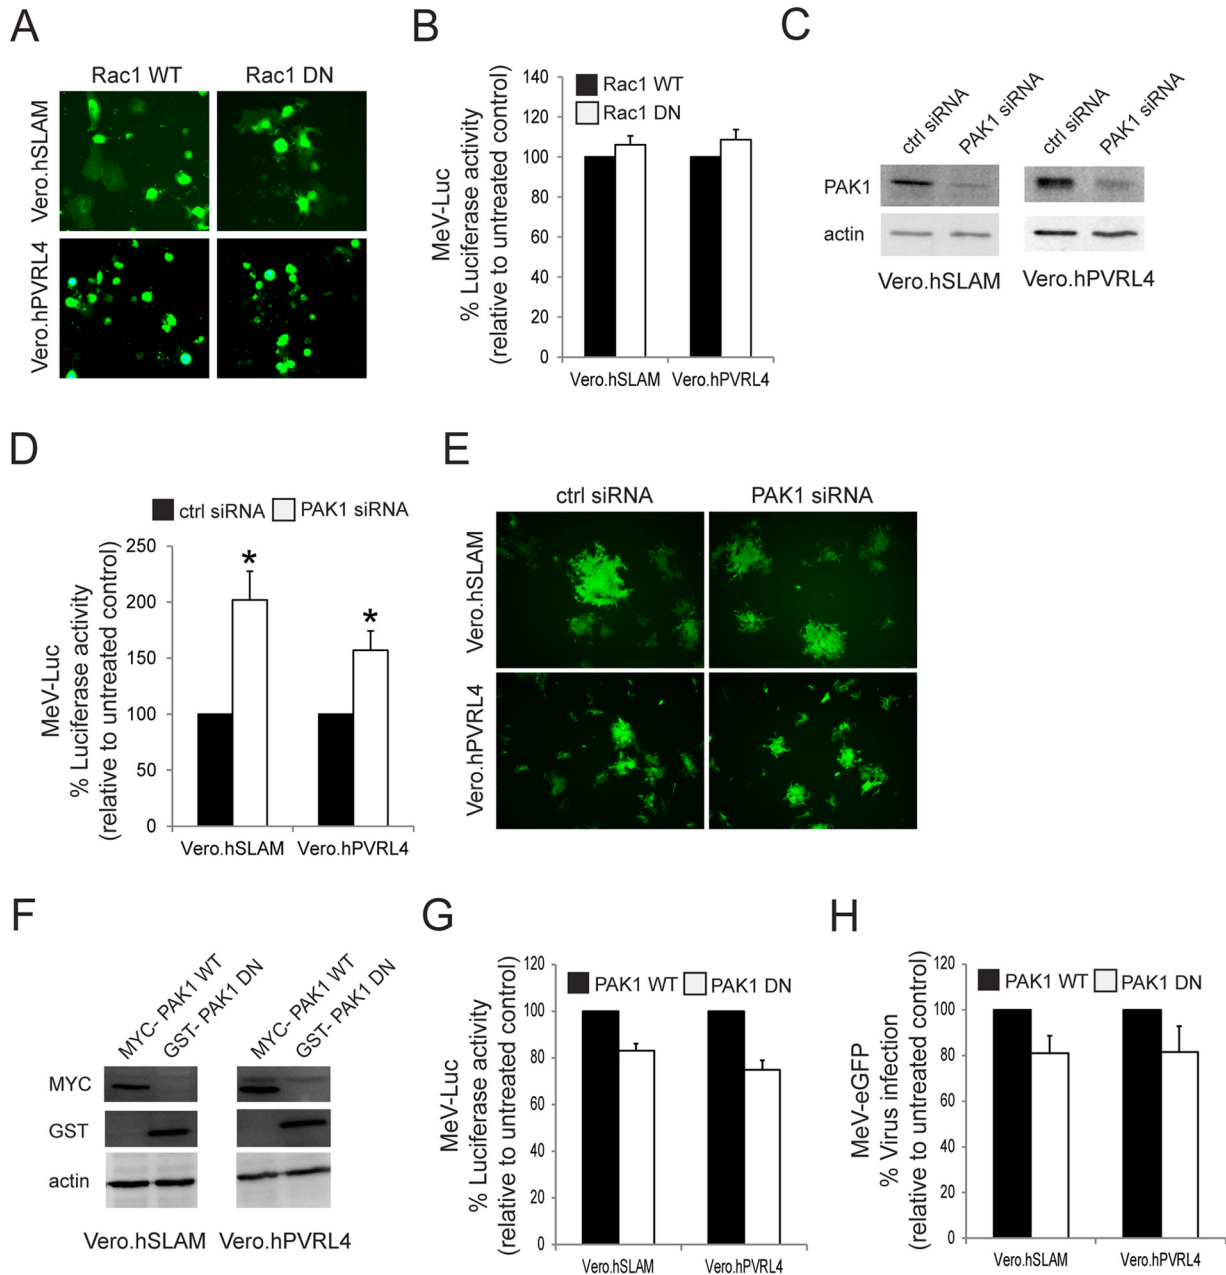 A
Rac1 WT
Rac1 DN
Vero.hSLAM
Vero.hPVRL4
B
MeV-Luc
% Luciferase activity
(relative to untreated control)
140
120
100
80
60
40
20
0
Rac1 WT
Rac1 DN
Vero.hSLAM
Vero.hPVRL4
C
ctrl siRNA
PAK1 siRNA
ctrl siRNA
PAK1 siRNA
PAK1
actin
Vero.hSLAM
Vero.hPVRL4
D
ctrl siRNA
PAK1 siRNA
MeV-Luc
% Luciferase activity
(relative to untreated control)
250
200
150
100
50
0
*
*
Vero.hSLAM
Vero.hPVRL4
E
ctrl siRNA
PAK1 siRNA
Vero.hSLAM
Vero.hPVRL4
F
MYC- PAK1 WT
GST- PAK1 DN
MYC- PAK1 WT
GST- PAK1 DN
MYC
GST
actin
Vero.hSLAM
Vero.hPVRL4
G
MeV-Luc
% Luciferase activity
(relative to untreated control)
120
100
80
60
40
20
0
PAK1 WT
PAK1 DN
Vero.hSLAM
Vero.hPVRL4
H
MeV-eGFP
% Virus infection
(relative to untreated control)
120
100
80
60
40
20
0
PAK1 WT
PAK1 DN
Vero.hSLAM
Vero.hPVRL4